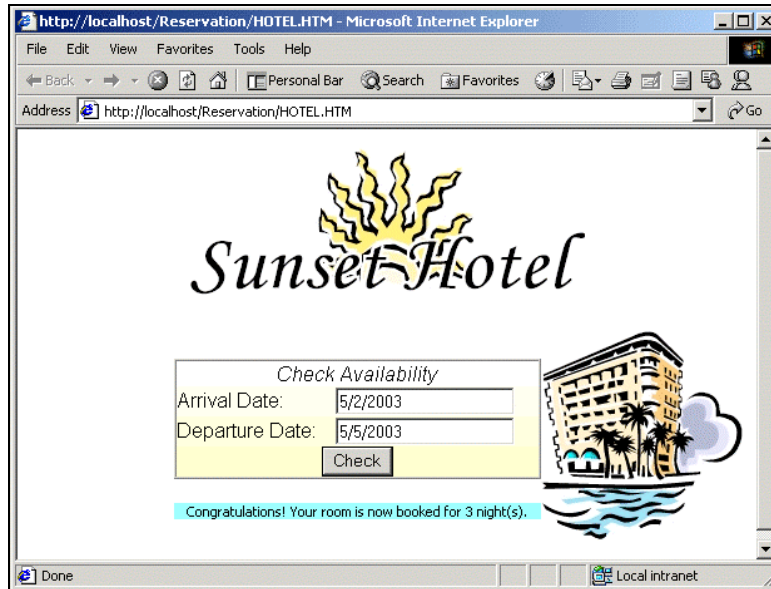 http://localhost/Reservation/HOTEL.HTM - Microsoft Internet Explorer
File Edit View Favorites Tools Help
Back Personal Bar Search Favorites
Address http://localhost/Reservation/HOTEL.HTM Go
Sunset Hotel
Check Availability
Arrival Date: 5/2/2003
Departure Date: 5/5/2003
Check
Congratulations! Your room is now booked for 3 night(s).
Done Local intranet